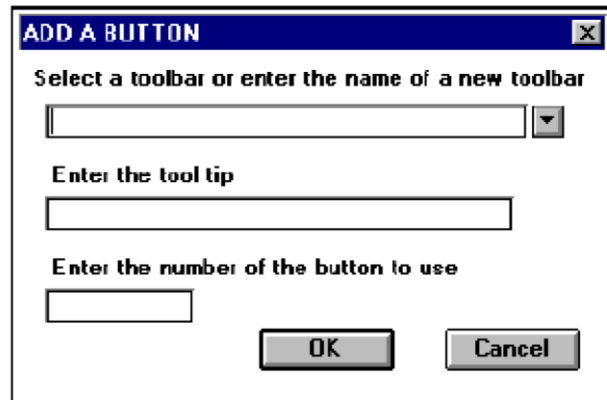 ADD A BUTTON
Select a toolbar or enter the name of a new toolbar
Enter the tool tip
Enter the number of the button to use
OK Cancel